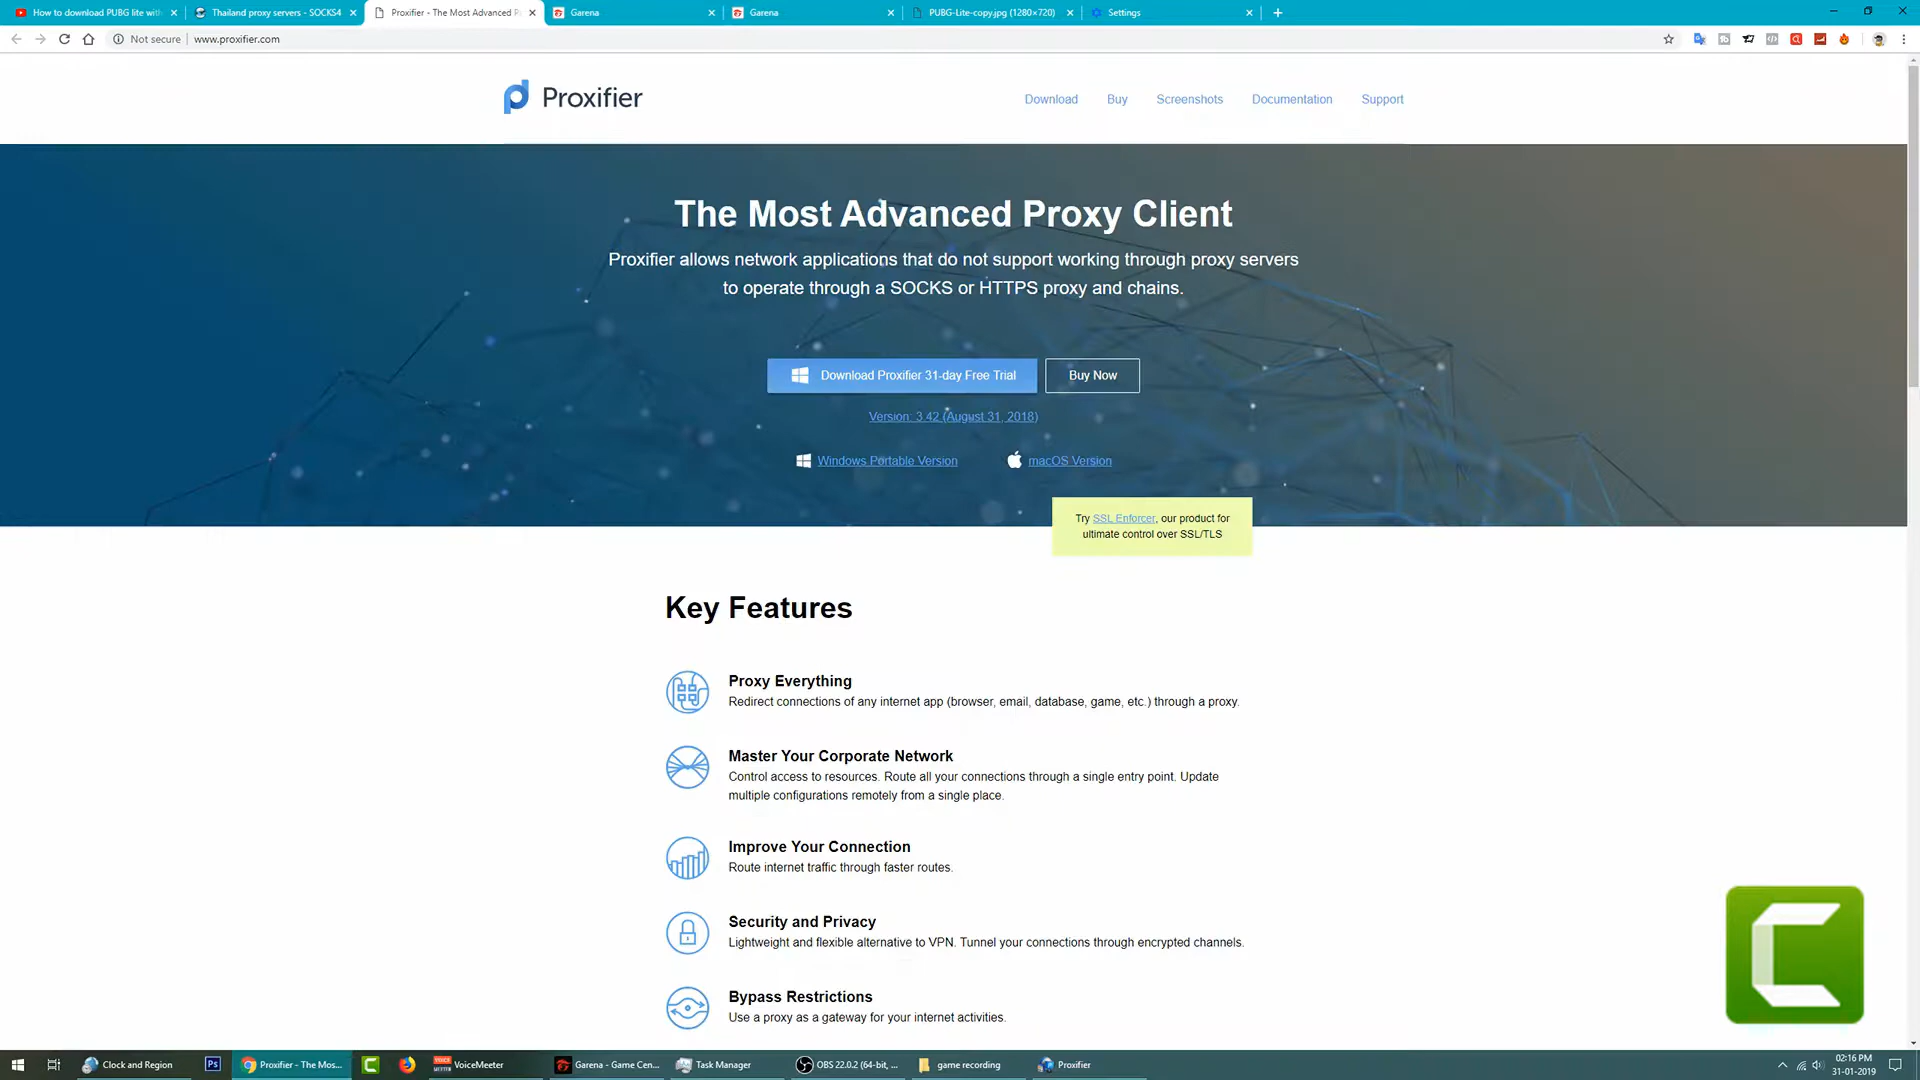 How to download PUBG lite with
Thailand proxy servers - SOCKS4
Proxifier - The Most Advanced P
Garena
Garena
PUBG-Lite-copy.jpg (1280×720)
Settings
Not secure
www.proxifier.com
Proxifier
Download
Buy
Screenshots
Documentation
Support
The Most Advanced Proxy Client
Proxifier allows network applications that do not support working through proxy servers
to operate through a SOCKS or HTTPS proxy and chains.
Download Proxifier 31-day Free Trial
Buy Now
Version: 3.42 (August 31, 2018)
Windows Portable Version
macOS Version
Try SSL Enforcer, our product for
ultimate control over SSL/TLS
Key Features
Proxy Everything
Redirect connections of any internet app (browser, email, database, game, etc.) through a proxy.
Master Your Corporate Network
Control access to resources. Route all your connections through a single entry point. Update
multiple configurations remotely from a single place.
Improve Your Connection
Route internet traffic through faster routes.
Security and Privacy
Lightweight and flexible alternative to VPN. Tunnel your connections through encrypted channels.
Bypass Restrictions
Use a proxy as a gateway for your internet activities.
Clock and Region
Ps
Proxifier - The Mos...
VoiceMeeter
Garena - Game Cen...
Task Manager
OBS 22.0.2 (64-bit, ...
game recording
Proxifier
02:16 PM
31-01-2019